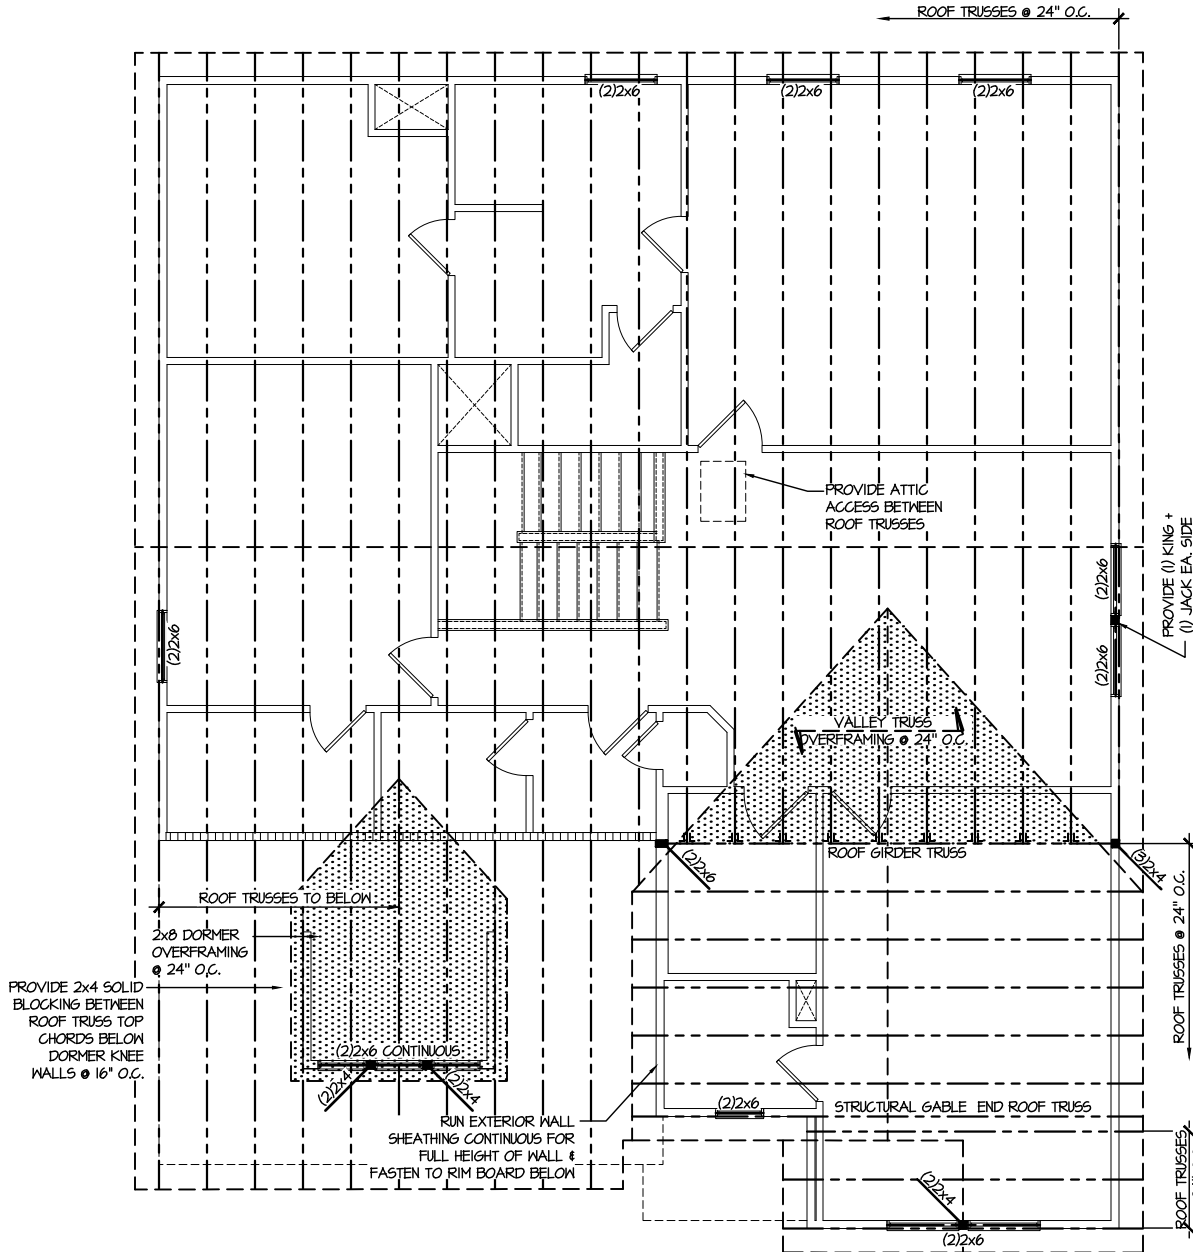 ROOF TRUSSES @ 24" O.C.
(2)2x6
(2)2x6
(2)2x6
PROVIDE ATTIC
ACCESS BETWEEN
ROOF TRUSSES
(2)2x6
(2)2x6
PROVIDE (1) KING +
(1) JACK EA. SIDE
(2)2x6
VALLEY TRUSS
OVERFRAMING @ 24" O.C.
ROOF GIRDER TRUSS
(2)2x6
(3)2x4
ROOF TRUSSES TO BELOW
2x8 DORMER
OVERFRAMING
@ 24" O.C.
PROVIDE 2x4 SOLID
BLOCKING BETWEEN
ROOF TRUSS TOP
CHORDS BELOW
DORMER KNEE
WALLS @ 16" O.C.
ROOF TRUSSES @ 24" O.C.
(2)2x6 CONTINUOUS
(2)2x4
(2)2x4
(2)2x6
STRUCTURAL GABLE END ROOF TRUSS
RUN EXTERIOR WALL
SHEATHING CONTINUOUS FOR
FULL HEIGHT OF WALL &
FASTEN TO RIM BOARD BELOW
ROOF TRUSSES
(2)2x4
(2)2x6